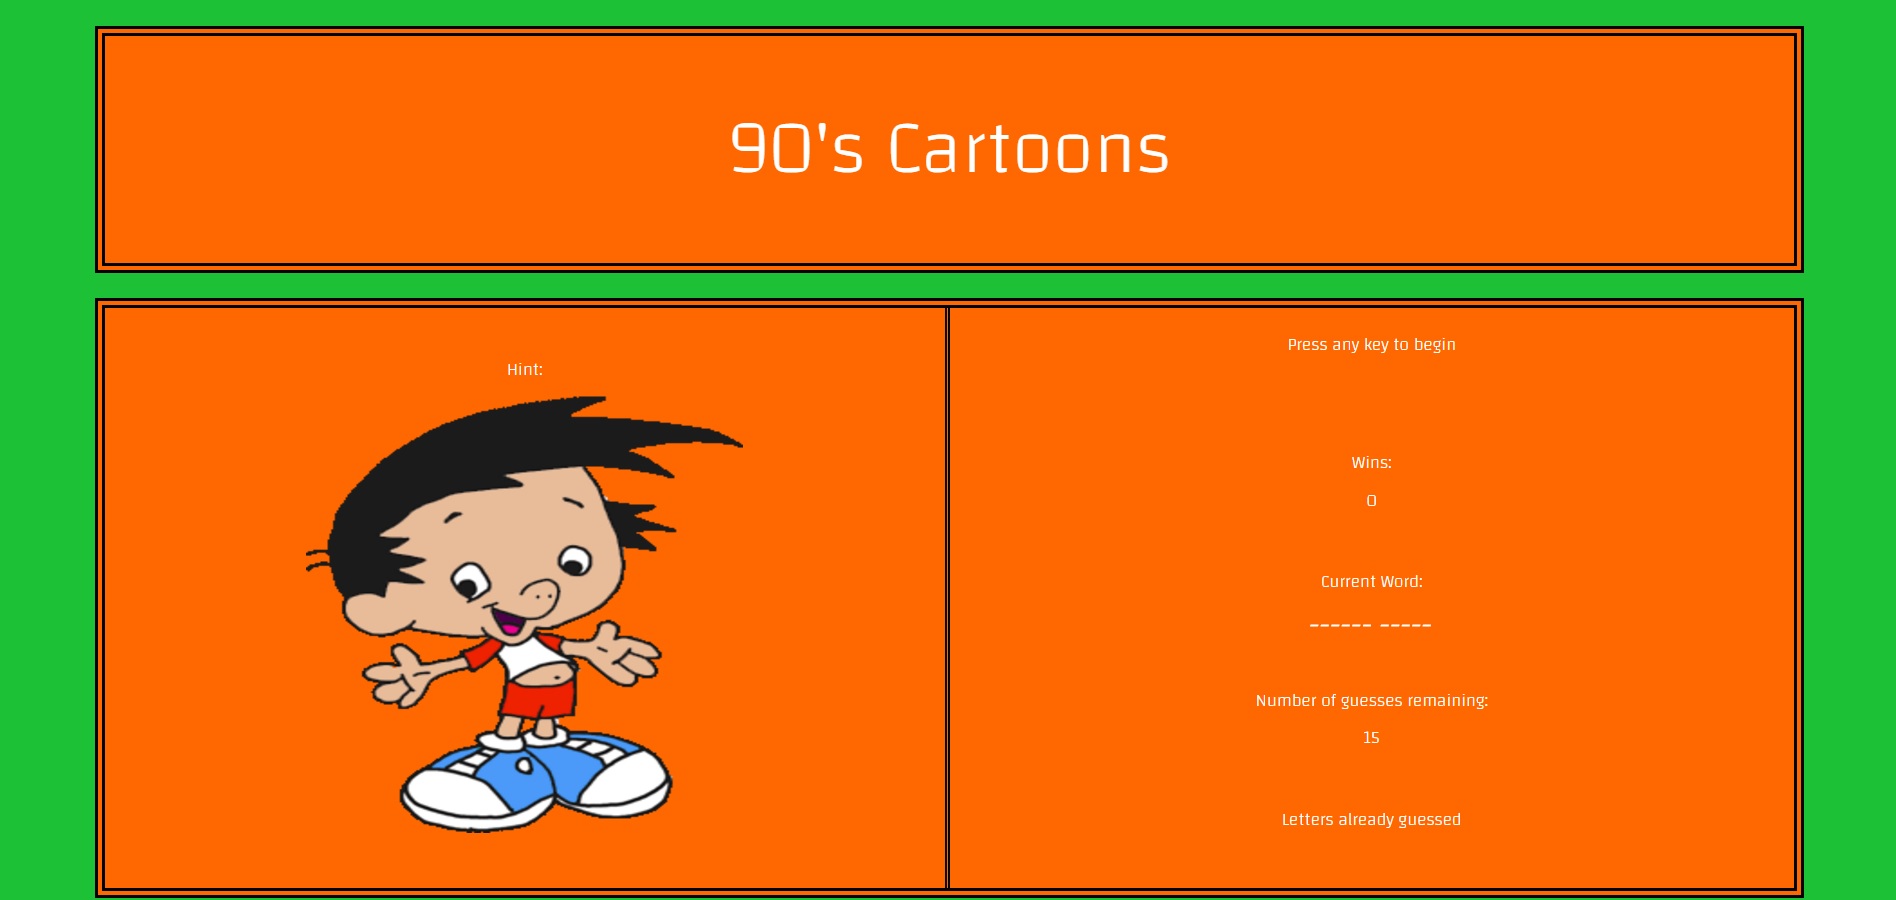 90's Cartoons
Hint:
Press any key to begin
Wins:
0
Current Word:
------ -----
Number of guesses remaining:
15
Letters already guessed